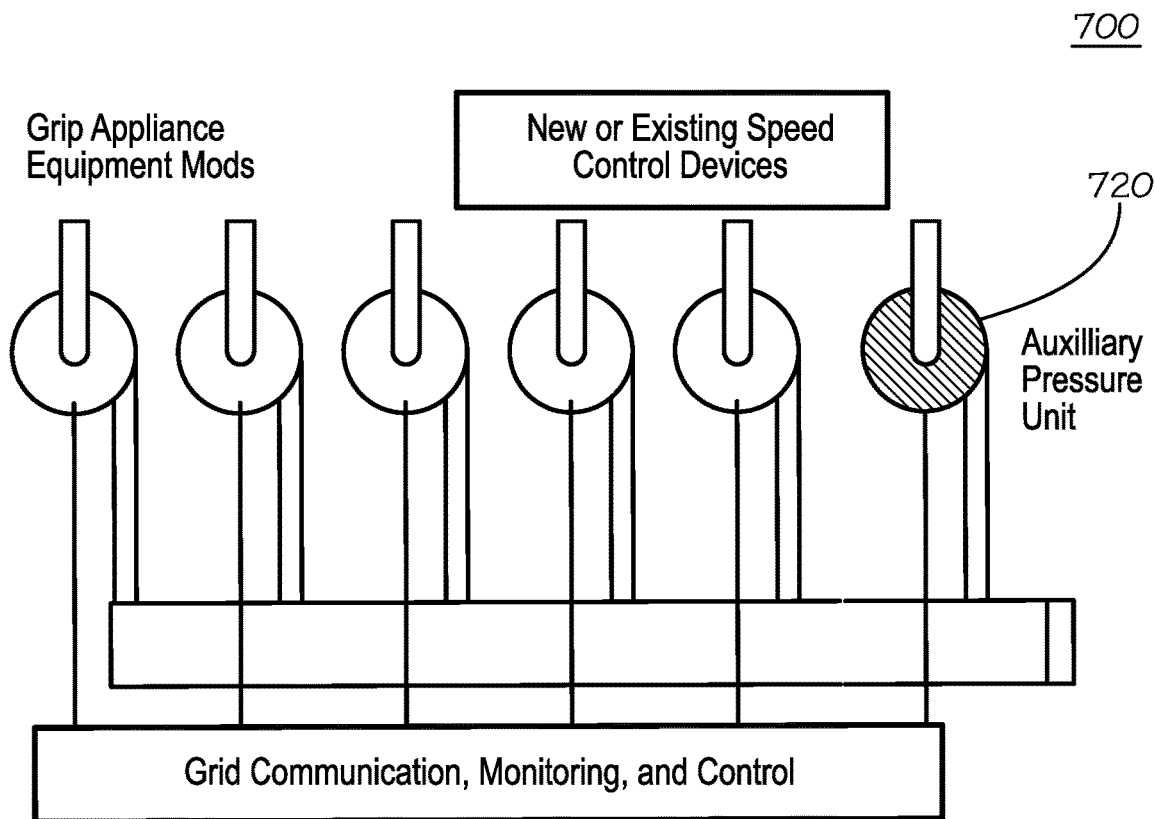 700
Grip Appliance
Equipment Mods
New or Existing Speed
Control Devices
720
Auxilliary
Pressure
Unit
Grid Communication, Monitoring, and Control